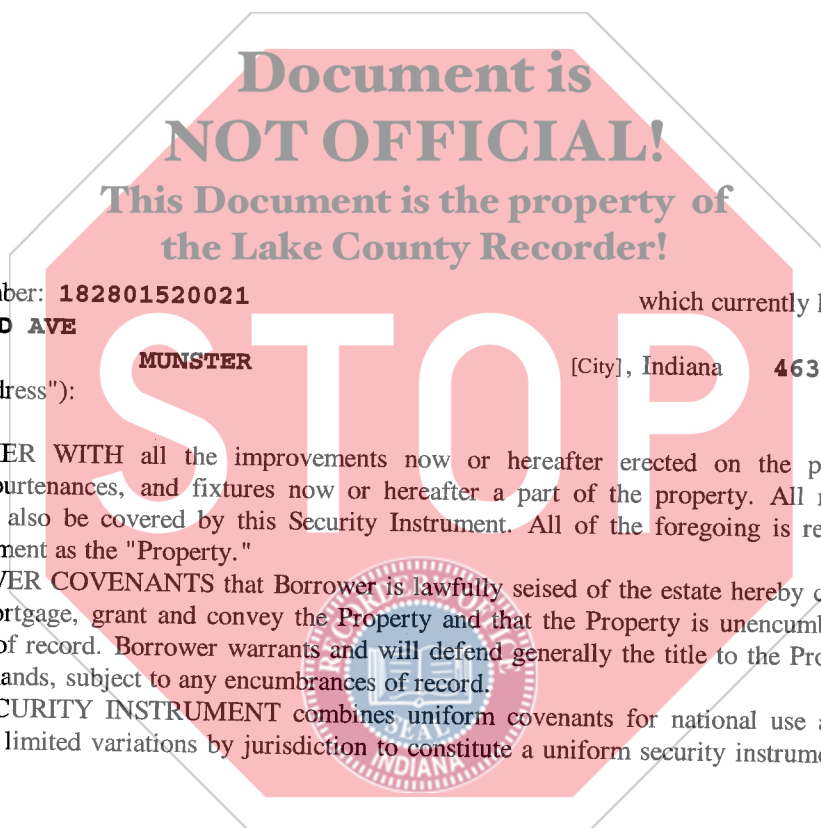 Document is
NOT OFFICIAL!
This Document is the property of
the Lake County Recorder!
ber: 182801520021 which currently
D AVE
MUNSTER [City], Indiana 463
dress"):
STOP
ER WITH all the improvements now or hereafter erected on the p
purtenances, and fixtures now or hereafter a part of the property. All
also be covered by this Security Instrument. All of the foregoing is re
ment as the "Property."
VER COVENANTS that Borrower is lawfully seised of the estate hereby c
ortgage, grant and convey the Property and that the Property is unencumb
of record. Borrower warrants and will defend generally the title to the Pro
ands, subject to any encumbrances of record.
CURITY INSTRUMENT combines uniform covenants for national use a
limited variations by jurisdiction to constitute a uniform security instrume
SEAL
INDIANA